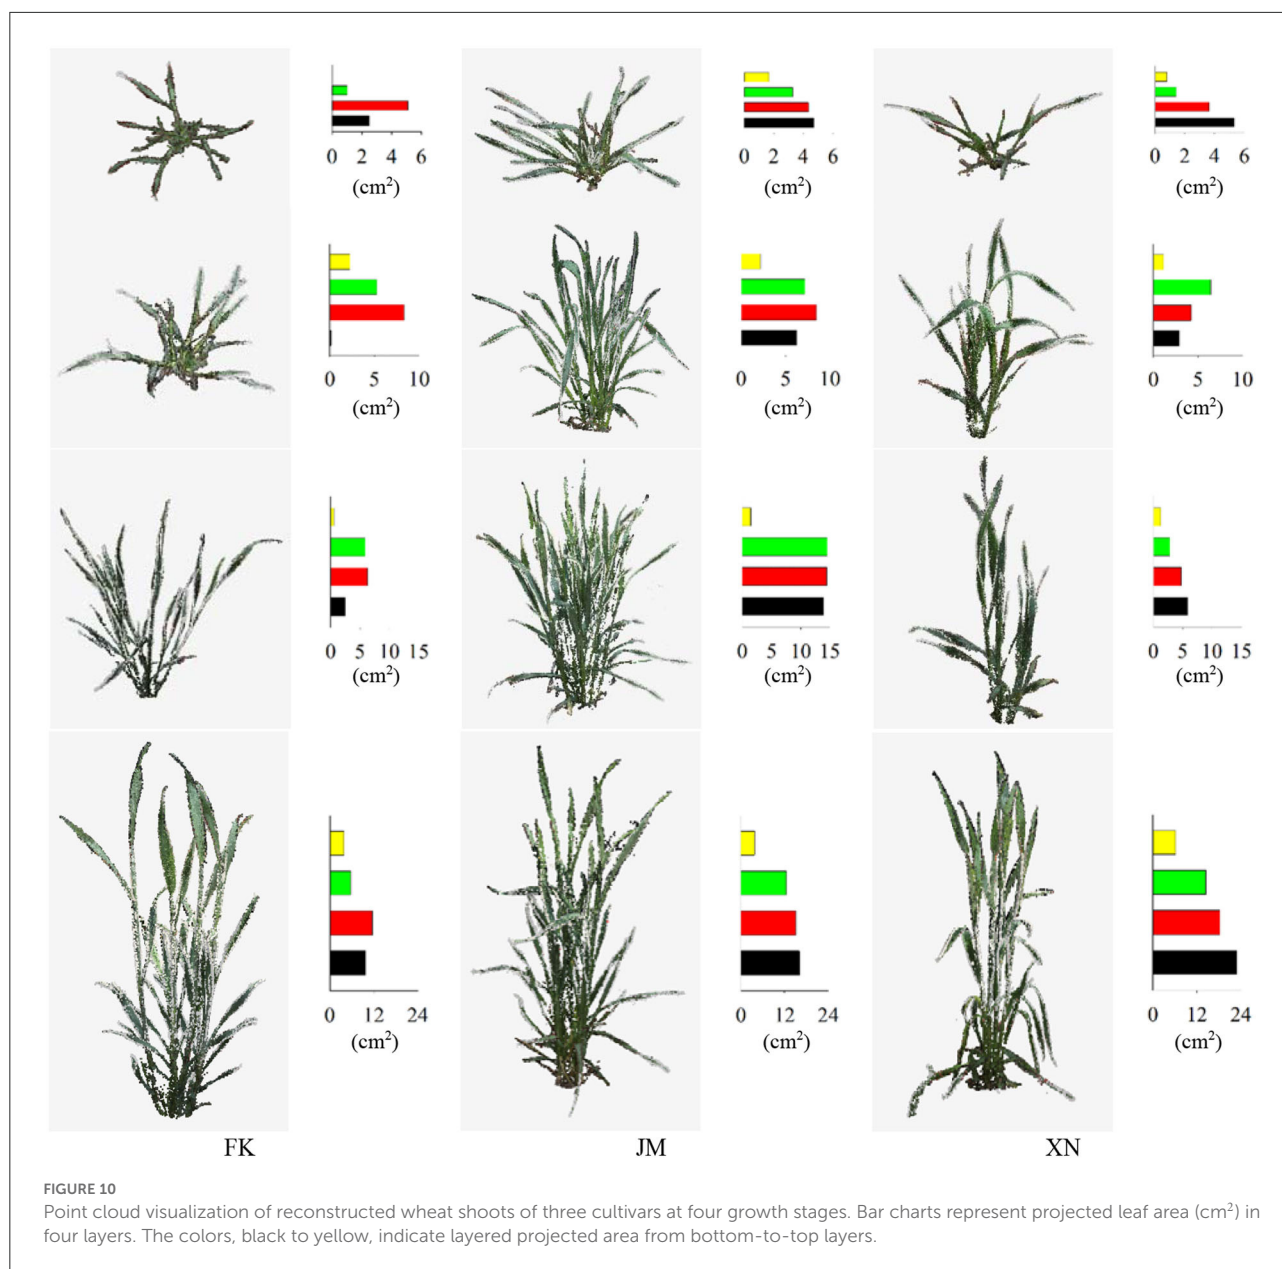 0 2 4 6 0 2 4 6 0 2 4 6
(cm²) (cm²) (cm²)
0 5 10 0 5 10 0 5 10
(cm²) (cm²) (cm²)
0 5 10 15 0 5 10 15 0 5 10 15
(cm²) (cm²) (cm²)
0 12 24 0 12 24 0 12 24
(cm²) (cm²) (cm²)
FK JM XN
FIGURE 10
Point cloud visualization of reconstructed wheat shoots of three cultivars at four growth stages. Bar charts represent projected leaf area (cm²) in
four layers. The colors, black to yellow, indicate layered projected area from bottom-to-top layers.